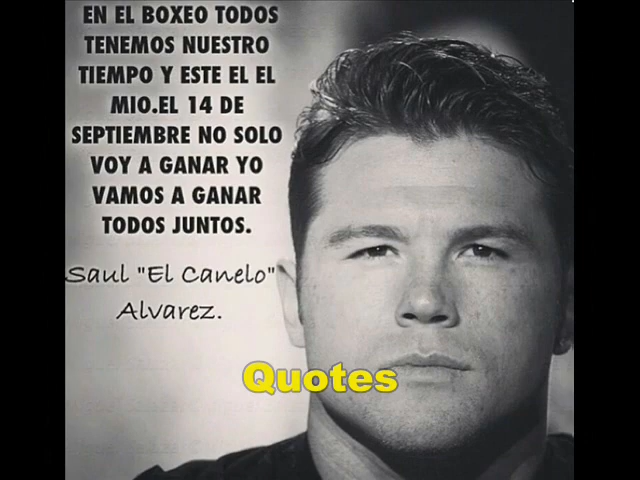 EN EL BOXEO TODOS
TENEMOS NUESTRO
TIEMPO Y ESTE EL EL
MIO.EL 14 DE
SEPTIEMBRE NO SOLO
VOY A GANAR YO
VAMOS A GANAR
TODOS JUNTOS.
Saul "El Canelo"
Alvarez.
Quotes